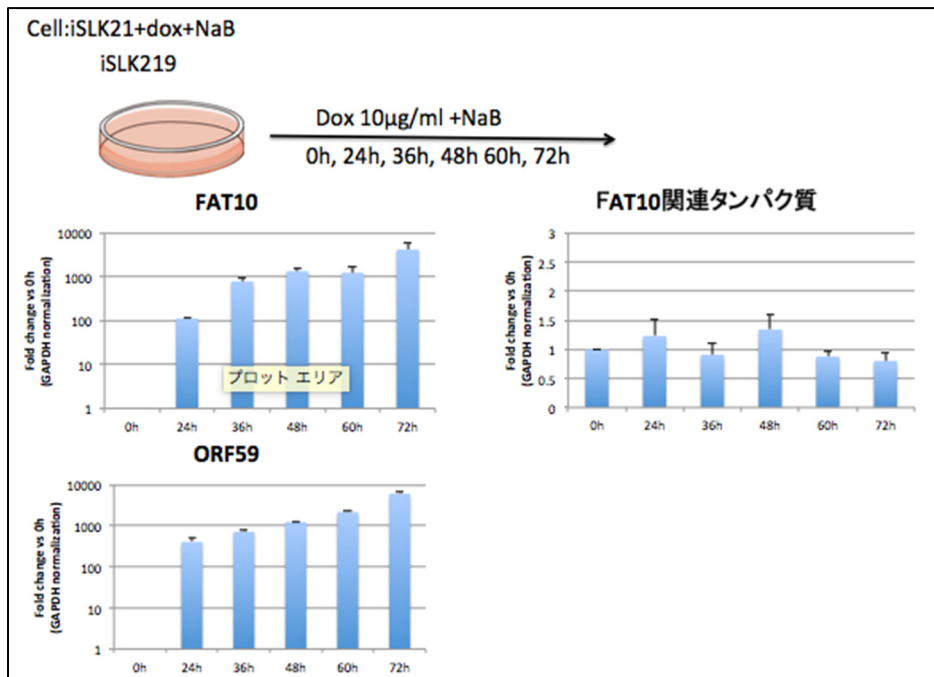 Cell:iSLK21+dox+NaB
iSLK219
Dox 10μg/ml +NaB
0h, 24h, 36h, 48h 60h, 72h
FAT10
Fold change vs 0h
(GAPDH normalization)
10000
1000
100
10
1
プロット エリア
0h 24h 36h 48h 60h 72h
FAT10関連タンパク質
Fold change vs 0h
(GAPDH normalization)
3
2.5
2
1.5
1
0.5
0
0h 24h 36h 48h 60h 72h
ORF59
Fold change vs 0h
(GAPDH normalization)
10000
1000
100
10
1
0h 24h 36h 48h 60h 72h